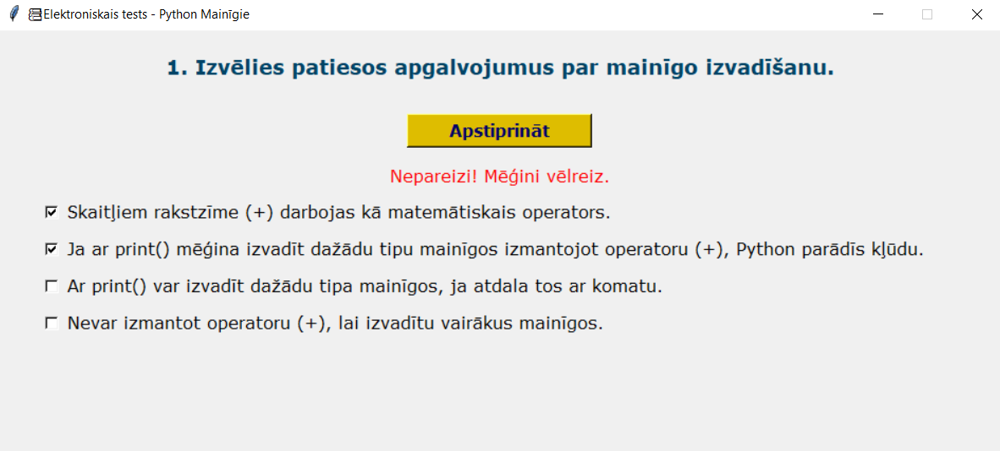 Elektroniskais tests - Python Mainīgie
1. Izvēlies patiesos apgalvojumus par mainīgo izvadīšanu.
Apstiprināt
Nepareizi! Mēģini vēlreiz.
Skaitļiem rakstzīme (+) darbojas kā matemātiskais operators.
Ja ar print() mēģina izvadīt dažādu tipu mainīgos izmantojot operatoru (+), Python parādīs kļūdu.
Ar print() var izvadīt dažādu tipa mainīgos, ja atdala tos ar komatu.
Nevar izmantot operatoru (+), lai izvadītu vairākus mainīgos.